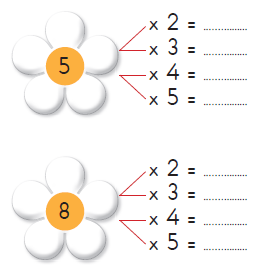 5
x 2 = ................
x 3 = ................
x 4 = ................
x 5 = ................
8
x 2 = ................
x 3 = ................
x 4 = ................
x 5 = ................